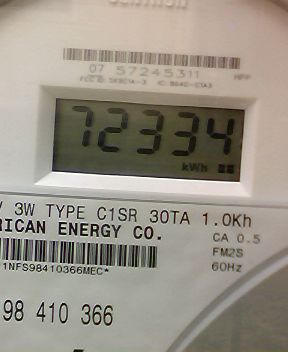 07 57245311
72334
kWh
V 3W TYPE C1SR 30TA 1.0Kh
RICAN ENERGY CO.
CA 0.5
FM2S
60Hz
1NFS98410366MEC*
98 410 366